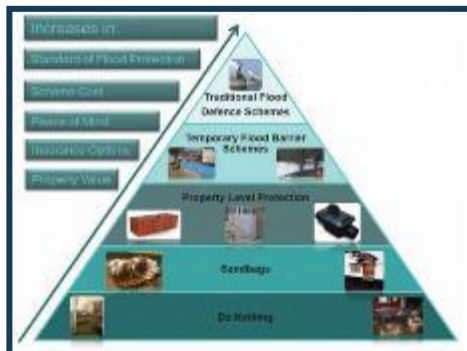 Increases in:
Standard of Flood Protection
Scheme Cost
Peace of Mind
Insurance Options
Property Value
Traditional Flood
Defence Schemes
Temporary Flood Barrier
Schemes
Property Level Protection
Sandbags
Do Nothing